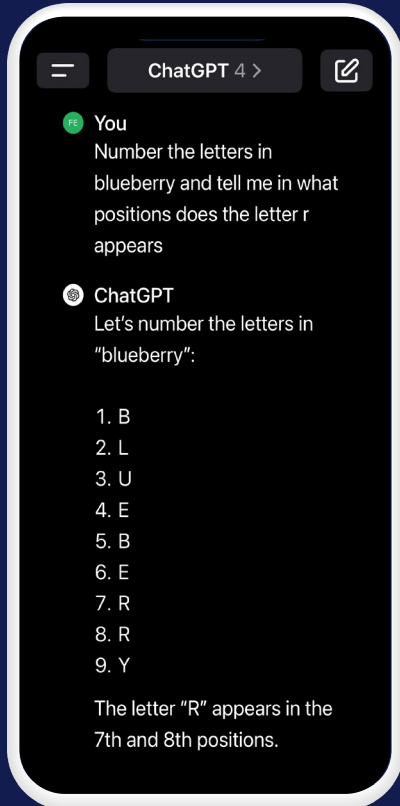 ChatGPT 4 >
FE You
Number the letters in
blueberry and tell me in what
positions does the letter r
appears
ChatGPT
Let's number the letters in
"blueberry":
1. B
2. L
3. U
4. E
5. B
6. E
7. R
8. R
9. Y
The letter "R" appears in the
7th and 8th positions.